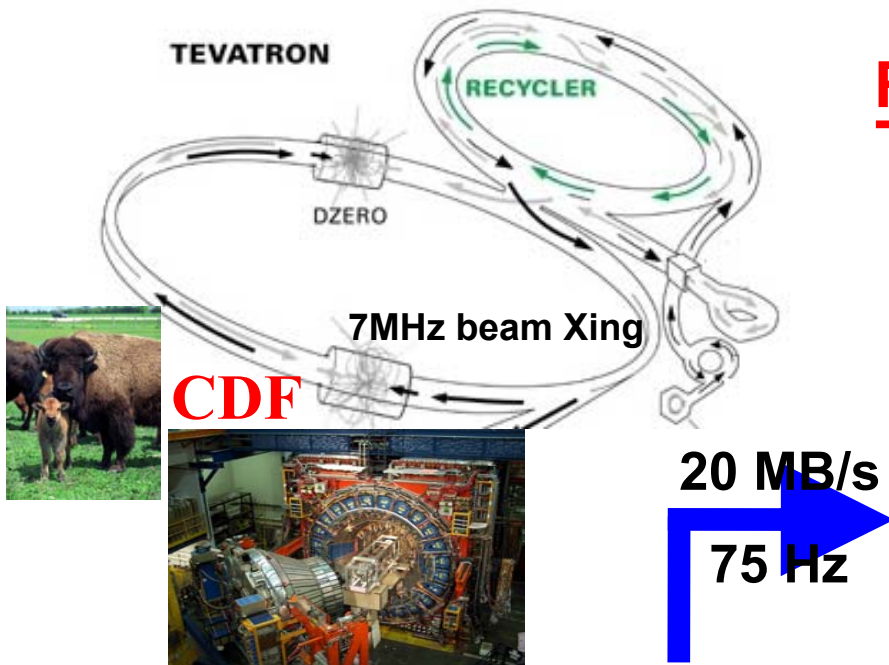 TEVATRON
RECYCLER
DZERO
7MHz beam Xing
CDF
20 MB/s
75 Hz